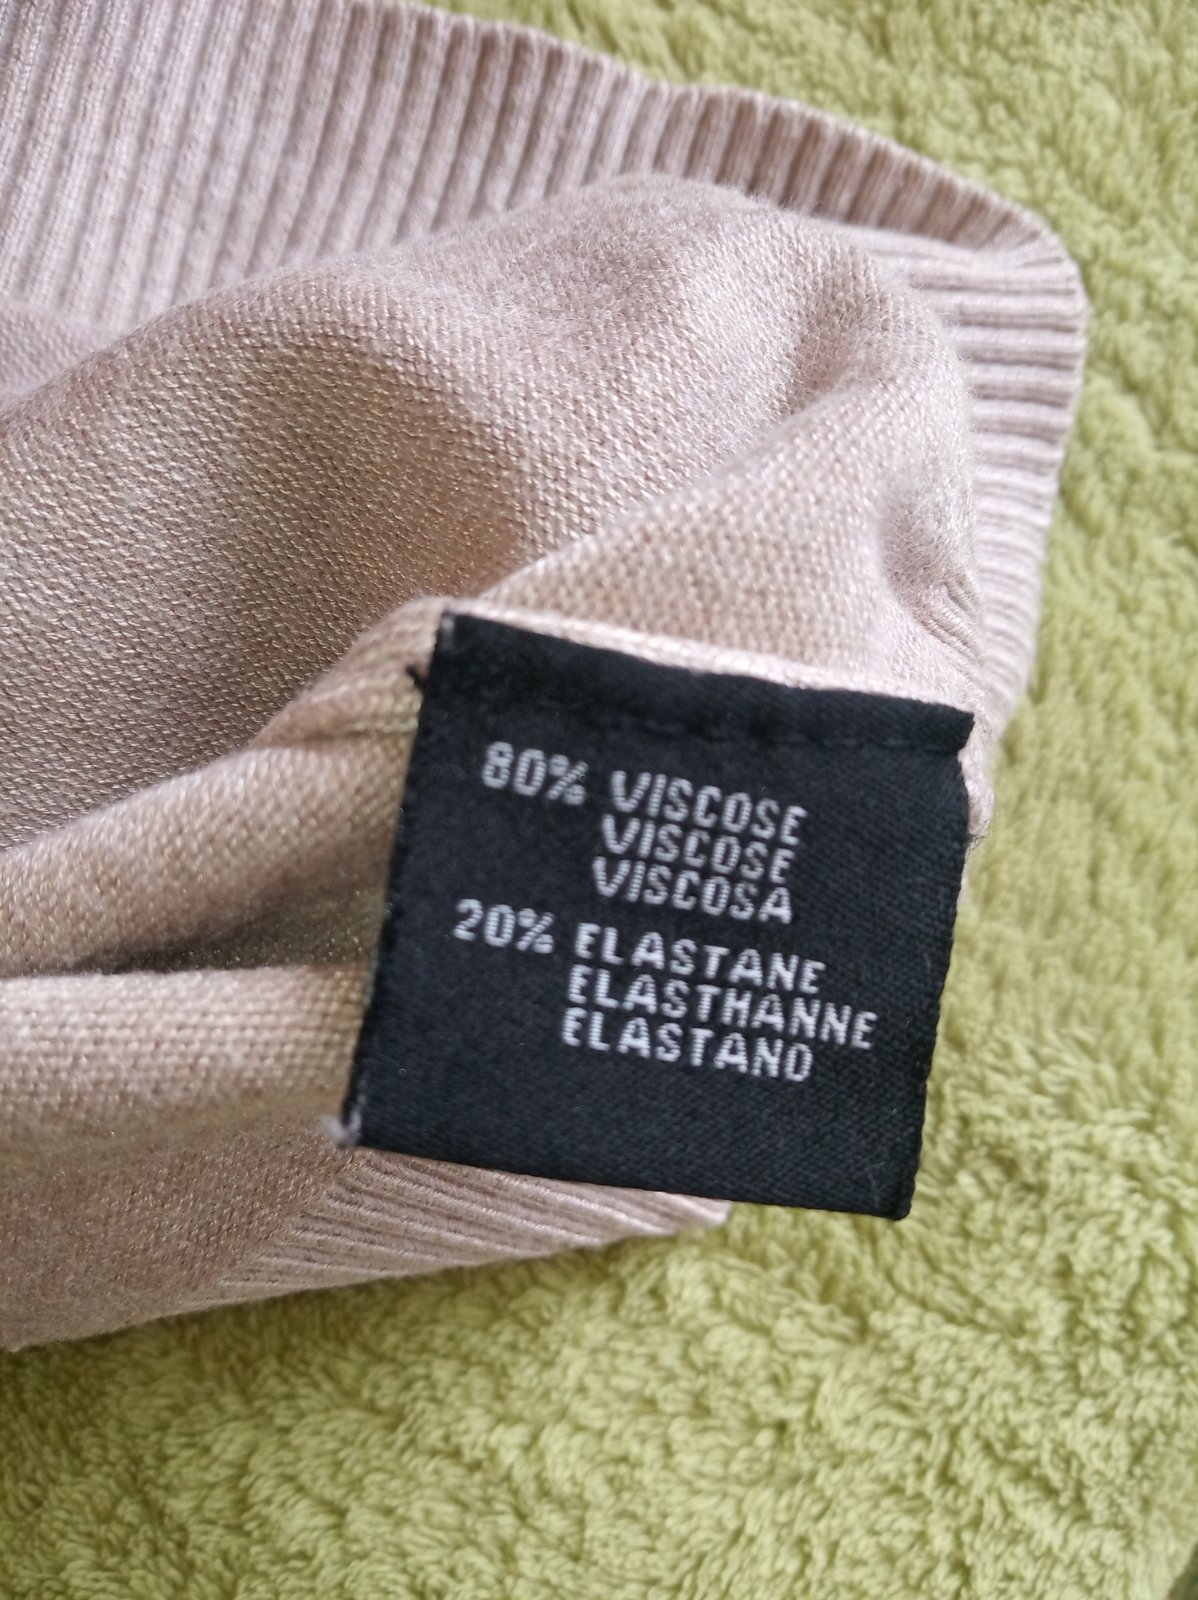 80% VISCOSE
VISCOSE
VISCOSA
20% ELASTANE
ELASTHANNE
ELASTANO